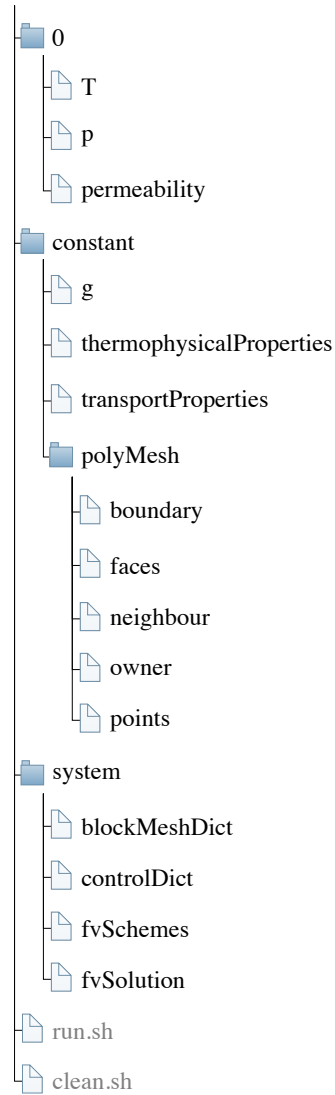 0
T
p
permeability
constant
g
thermophysicalProperties
transportProperties
polyMesh
boundary
faces
neighbour
owner
points
system
blockMeshDict
controlDict
fvSchemes
fvSolution
run.sh
clean.sh